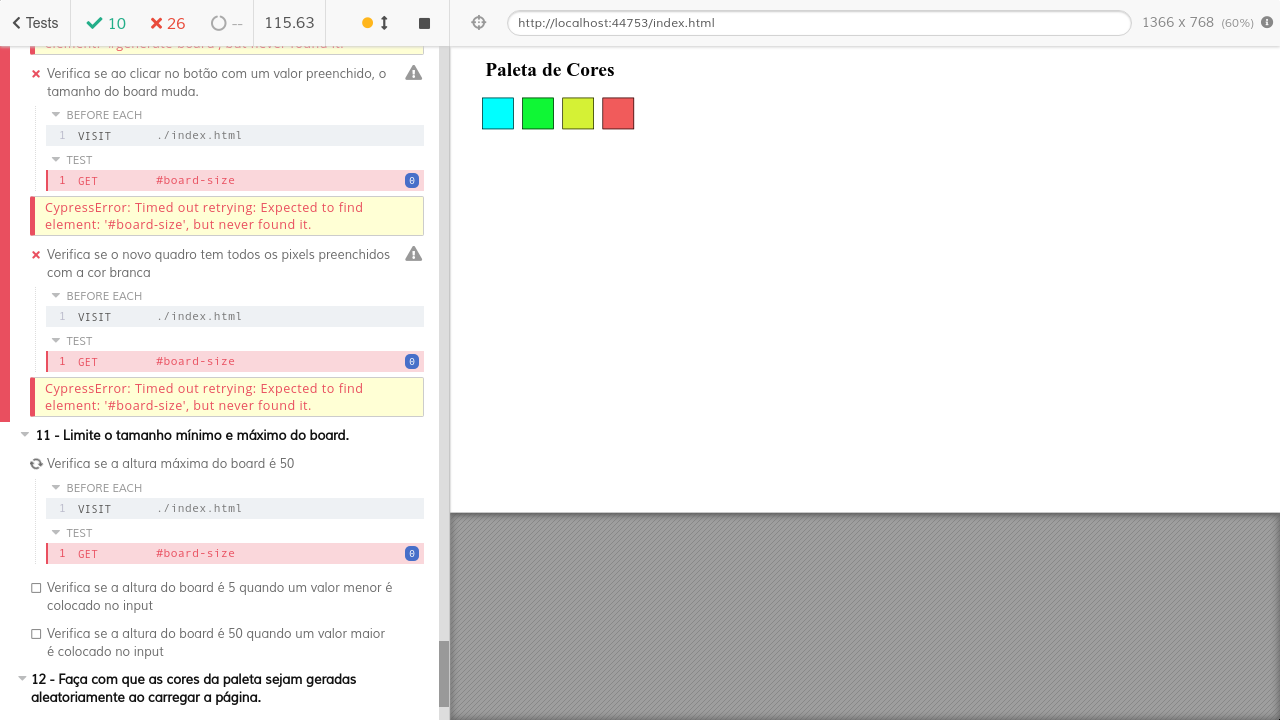 Tests 10 26 -- 115.63
element: '#generate-board', but never found it.
Verifica se ao clicar no botão com um valor preenchido, o
tamanho do board muda.
BEFORE EACH
1 VISIT ./index.html
TEST
1 GET #board-size 0
CypressError: Timed out retrying: Expected to find
element: '#board-size', but never found it.
Verifica se o novo quadro tem todos os pixels preenchidos
com a cor branca
BEFORE EACH
1 VISIT ./index.html
TEST
1 GET #board-size 0
CypressError: Timed out retrying: Expected to find
element: '#board-size', but never found it.
11 - Limite o tamanho mínimo e máximo do board.
Verifica se a altura máxima do board é 50
BEFORE EACH
1 VISIT ./index.html
TEST
1 GET #board-size 0
Verifica se a altura do board é 5 quando um valor menor é
colocado no input
Verifica se a altura do board é 50 quando um valor maior
é colocado no input
12 - Faça com que as cores da paleta sejam geradas
aleatoriamente ao carregar a página.
http://localhost:44753/index.html 1366 x 768 (60%)
Paleta de Cores